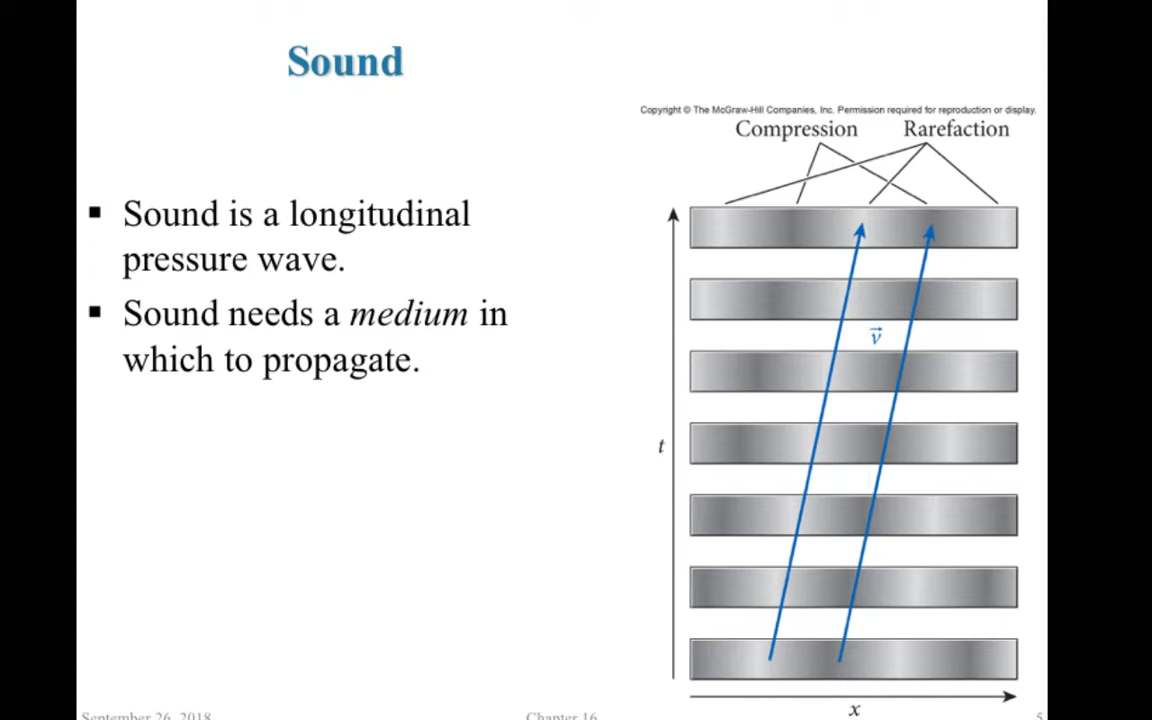 Sound
Copyright © The McGraw-Hill Companies, Inc. Permission required for reproduction or display.
Compression Rarefaction
▪ Sound is a longitudinal
pressure wave.
▪ Sound needs a medium in
which to propagate.
v
t
x
September 26, 2018 Chapter 16 5